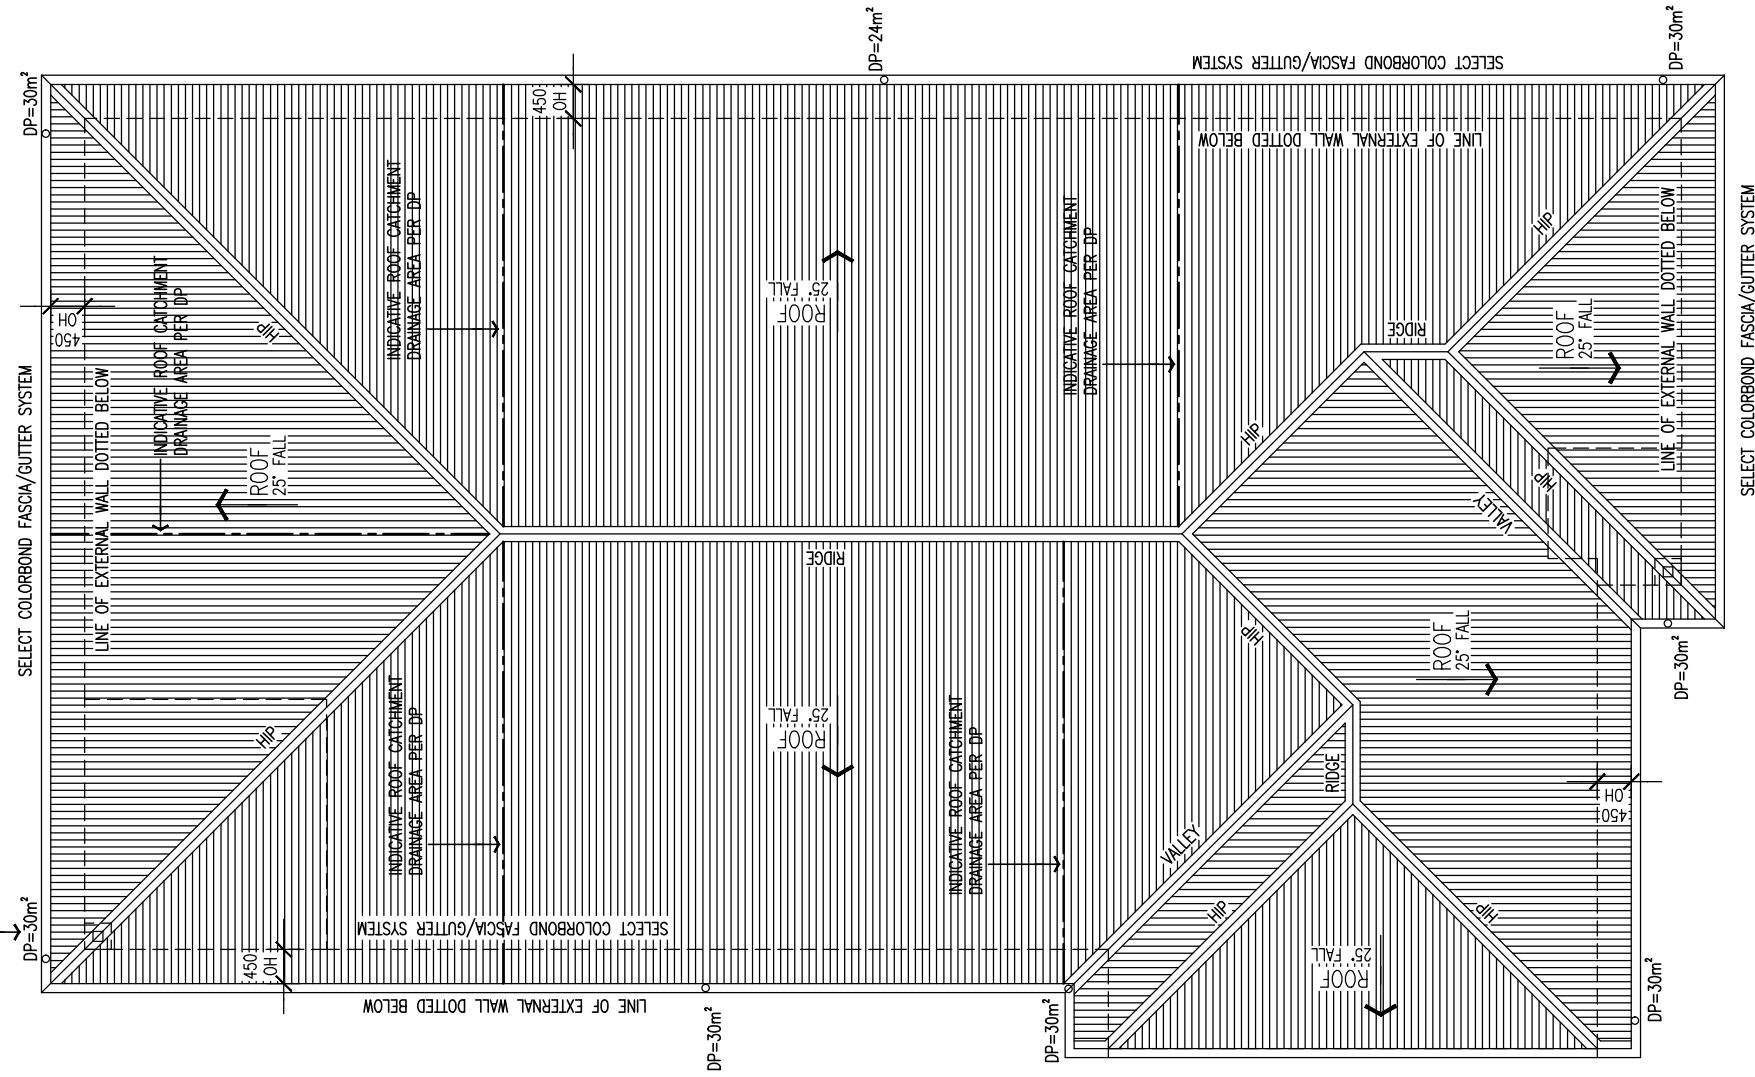 DP=24m²
DP=30m²
SELECT COLORBOND FASCIA/GUTTER SYSTEM
DP=30m²
450
OH
LINE OF EXTERNAL WALL DOTTED BELOW
INDICATIVE ROOF CATCHMENT
DRAINAGE AREA PER DP
INDICATIVE ROOF CATCHMENT
DRAINAGE AREA PER DP
INDICATIVE ROOF CATCHMENT
DRAINAGE AREA PER DP
450
OH
HIP
ROOF
25° FALL
RIDGE
HIP
ROOF
25° FALL
LINE OF EXTERNAL WALL DOTTED BELOW
SELECT COLORBOND FASCIA/GUTTER SYSTEM
SELECT COLORBOND FASCIA/GUTTER SYSTEM
LINE OF EXTERNAL WALL DOTTED BELOW
ROOF
25° FALL
HIP
VALLEY
HIP
RIDGE
HIP
ROOF
25° FALL
DP=30m²
HIP
INDICATIVE ROOF CATCHMENT
DRAINAGE AREA PER DP
ROOF
25° FALL
INDICATIVE ROOF CATCHMENT
DRAINAGE AREA PER DP
RIDGE
450
OH
VALLEY
HIP
HIP
DP=30m²
SELECT COLORBOND FASCIA/GUTTER SYSTEM
450
OH
ROOF
25° FALL
LINE OF EXTERNAL WALL DOTTED BELOW
DP=30m²
DP=30m²
DP=30m²